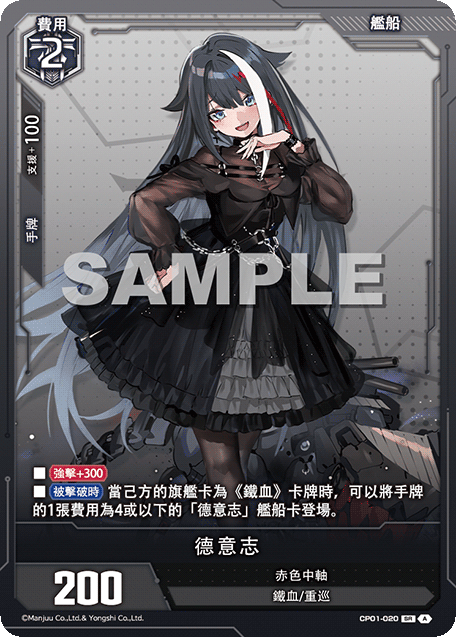 費用
2
艦船
支援+100
手牌
SAMPLE
■強擊+300
■被擊破時 當己方的旗艦卡為《鐵血》卡牌時，可以將手牌
的1張費用為4或以下的「德意志」艦船卡登場。
德意志
200
赤色中軸
鐵血/重巡
©Manjuu Co.,Ltd.& Yongshi Co.,Ltd.
CP01-020 SR A